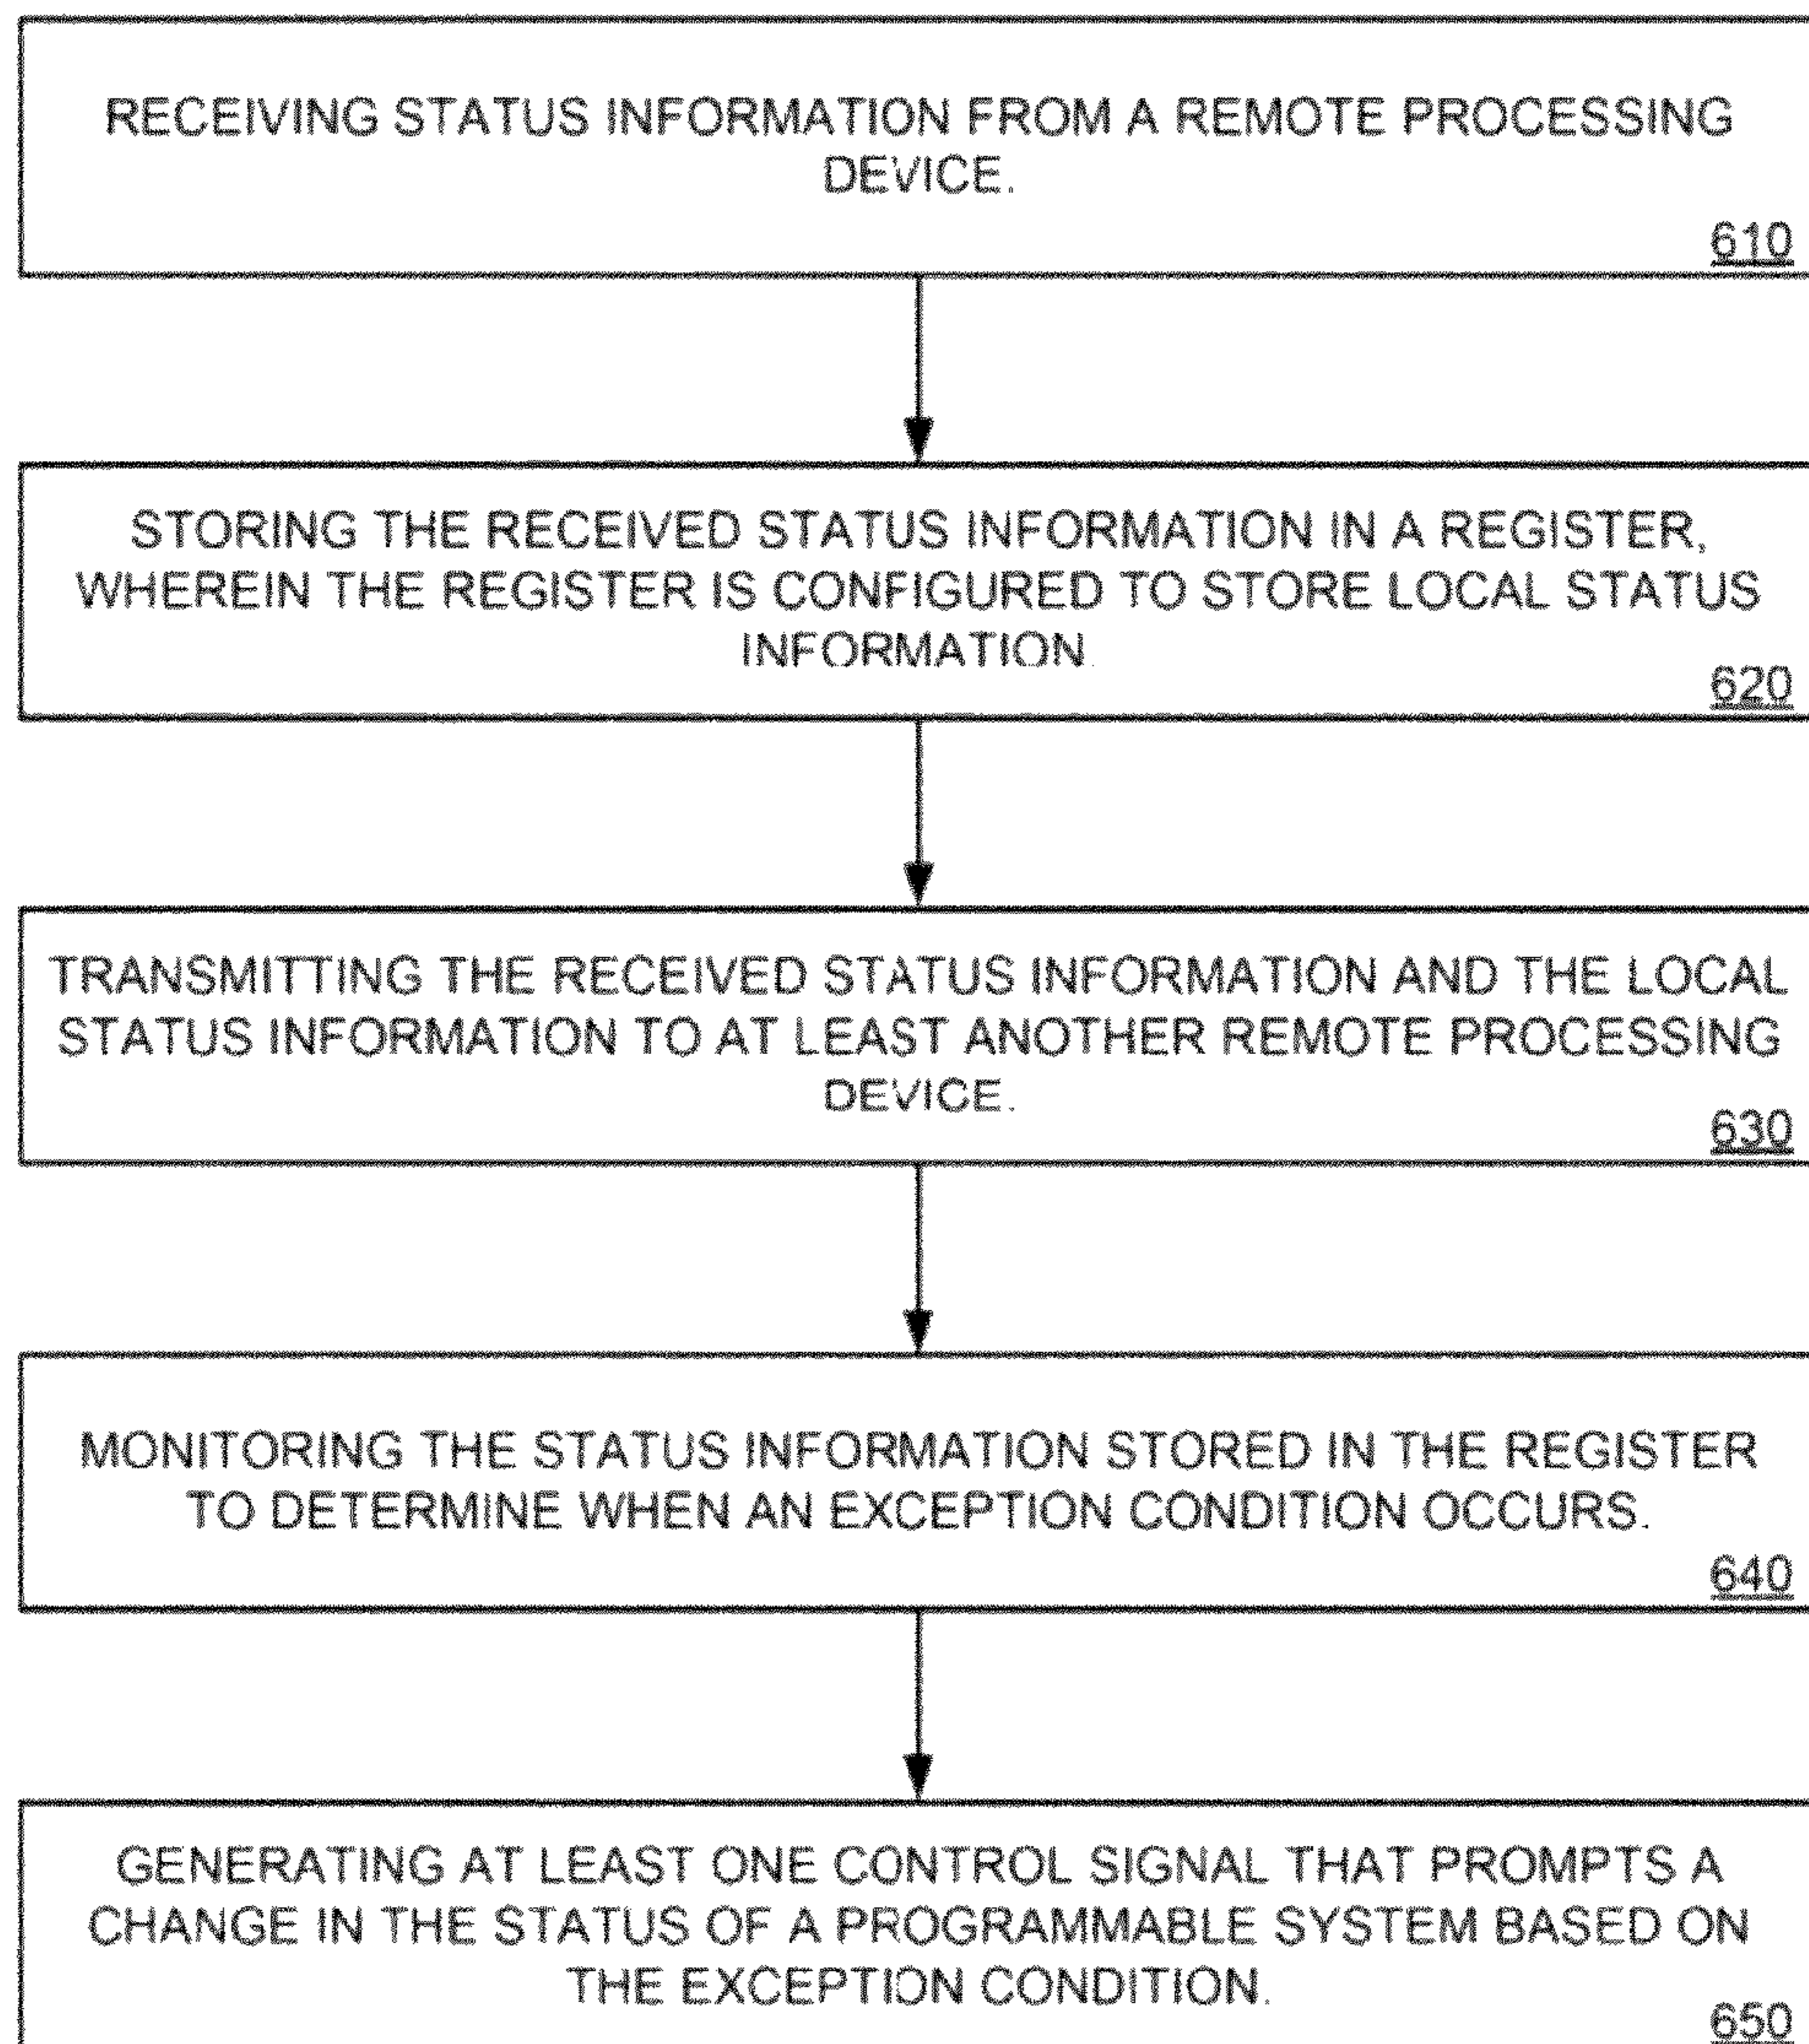 RECEIVING STATUS INFORMATION FROM A REMOTE PROCESSING
DEVICE.
610
STORING THE RECEIVED STATUS INFORMATION IN A REGISTER,
WHEREIN THE REGISTER IS CONFIGURED TO STORE LOCAL STATUS
INFORMATION.
620
TRANSMITTING THE RECEIVED STATUS INFORMATION AND THE LOCAL
STATUS INFORMATION TO AT LEAST ANOTHER REMOTE PROCESSING
DEVICE.
630
MONITORING THE STATUS INFORMATION STORED IN THE REGISTER
TO DETERMINE WHEN AN EXCEPTION CONDITION OCCURS.
640
GENERATING AT LEAST ONE CONTROL SIGNAL THAT PROMPTS A
CHANGE IN THE STATUS OF A PROGRAMMABLE SYSTEM BASED ON
THE EXCEPTION CONDITION.
650